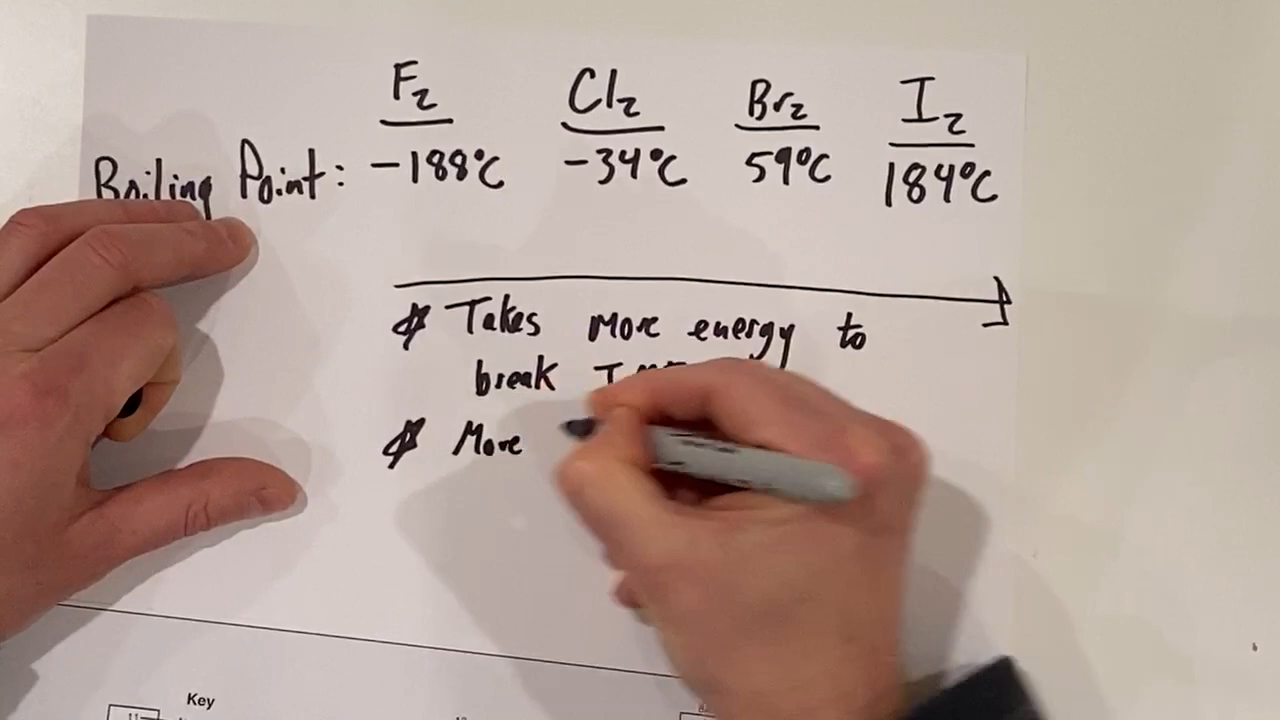 F₂ Cl₂ Br₂ I₂
Boiling Point: -188°C -34°C 59°C 184°C
* Takes more energy to
break
* More
Key